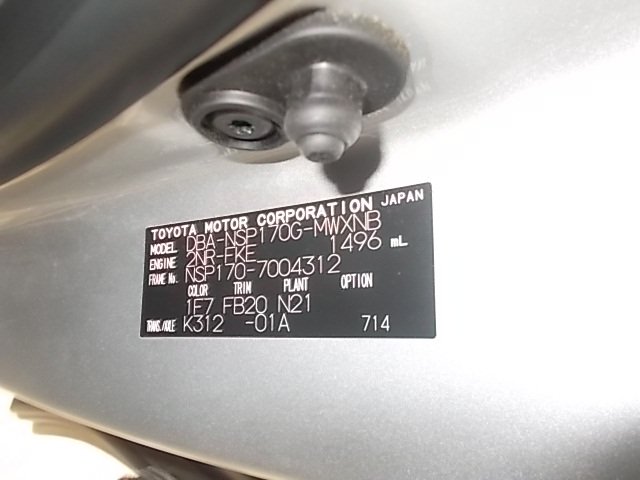 TOYOTA MOTOR CORPORATION JAPAN
MODEL DBA-NSP170G-MWXNB
ENGINE 2NR-FKE 1496 mL
FRAME No. NSP170-7004312
COLOR TRIM PLANT OPTION
1F7 FB20 N21
TRANS./AXLE K312 -01A 714